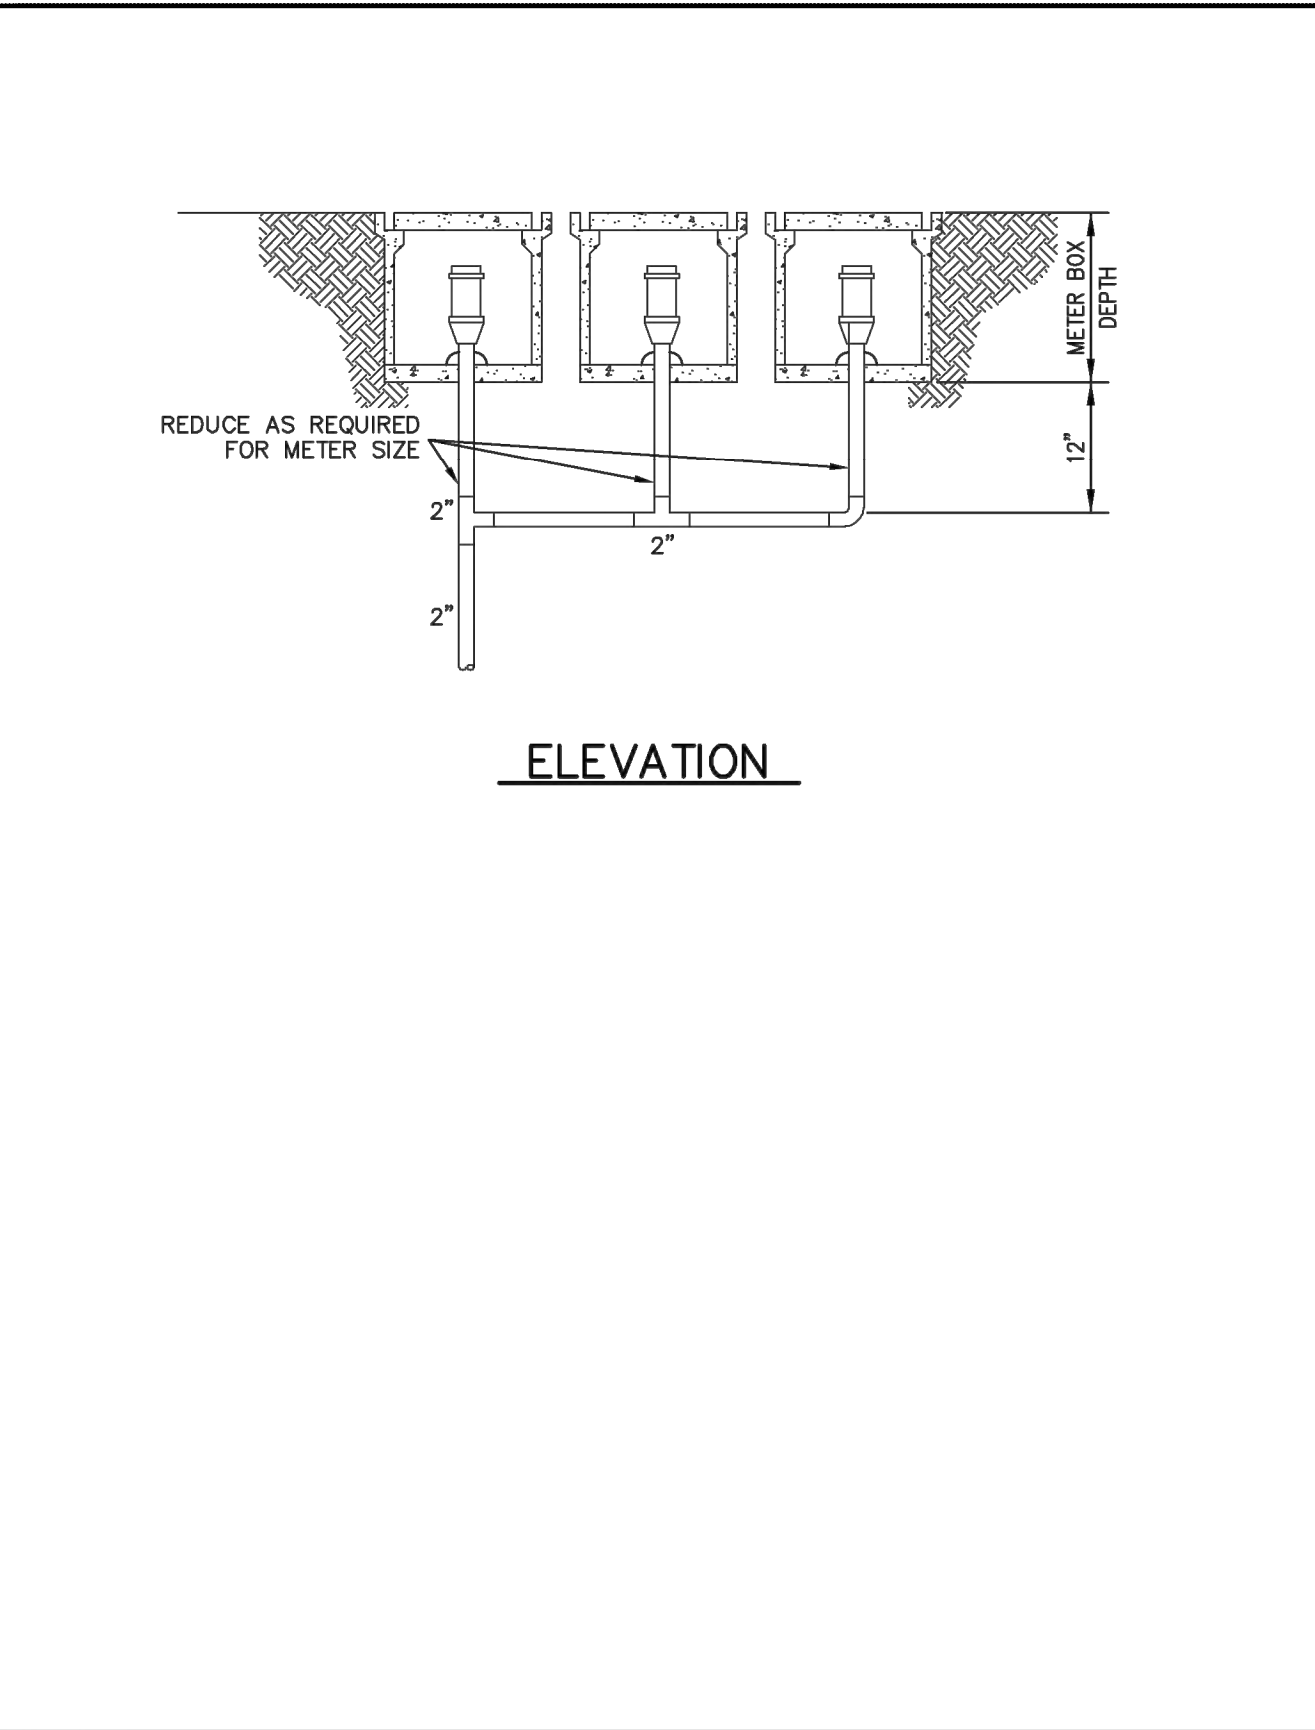 METER BOX
DEPTH
REDUCE AS REQUIRED
FOR METER SIZE
12"
2"
2"
2"
ELEVATION